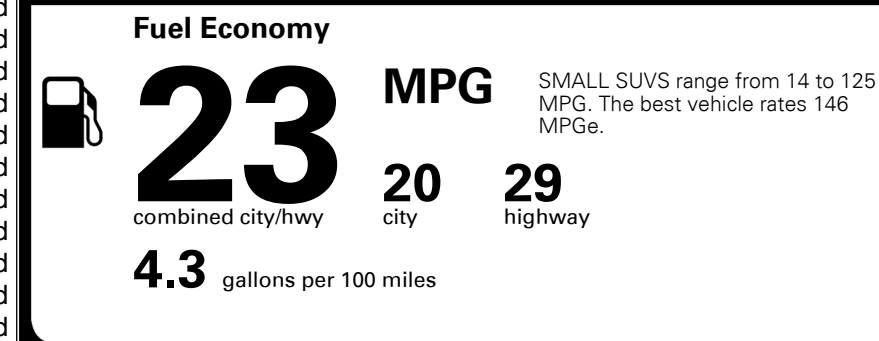 Fuel Economy
23 MPG
SMALL SUVS range from 14 to 125
MPG. The best vehicle rates 146
MPGe.
20 29
combined city/hwy city highway
4.3 gallons per 100 miles
d
d
d
d
d
d
d
d
d
d
d